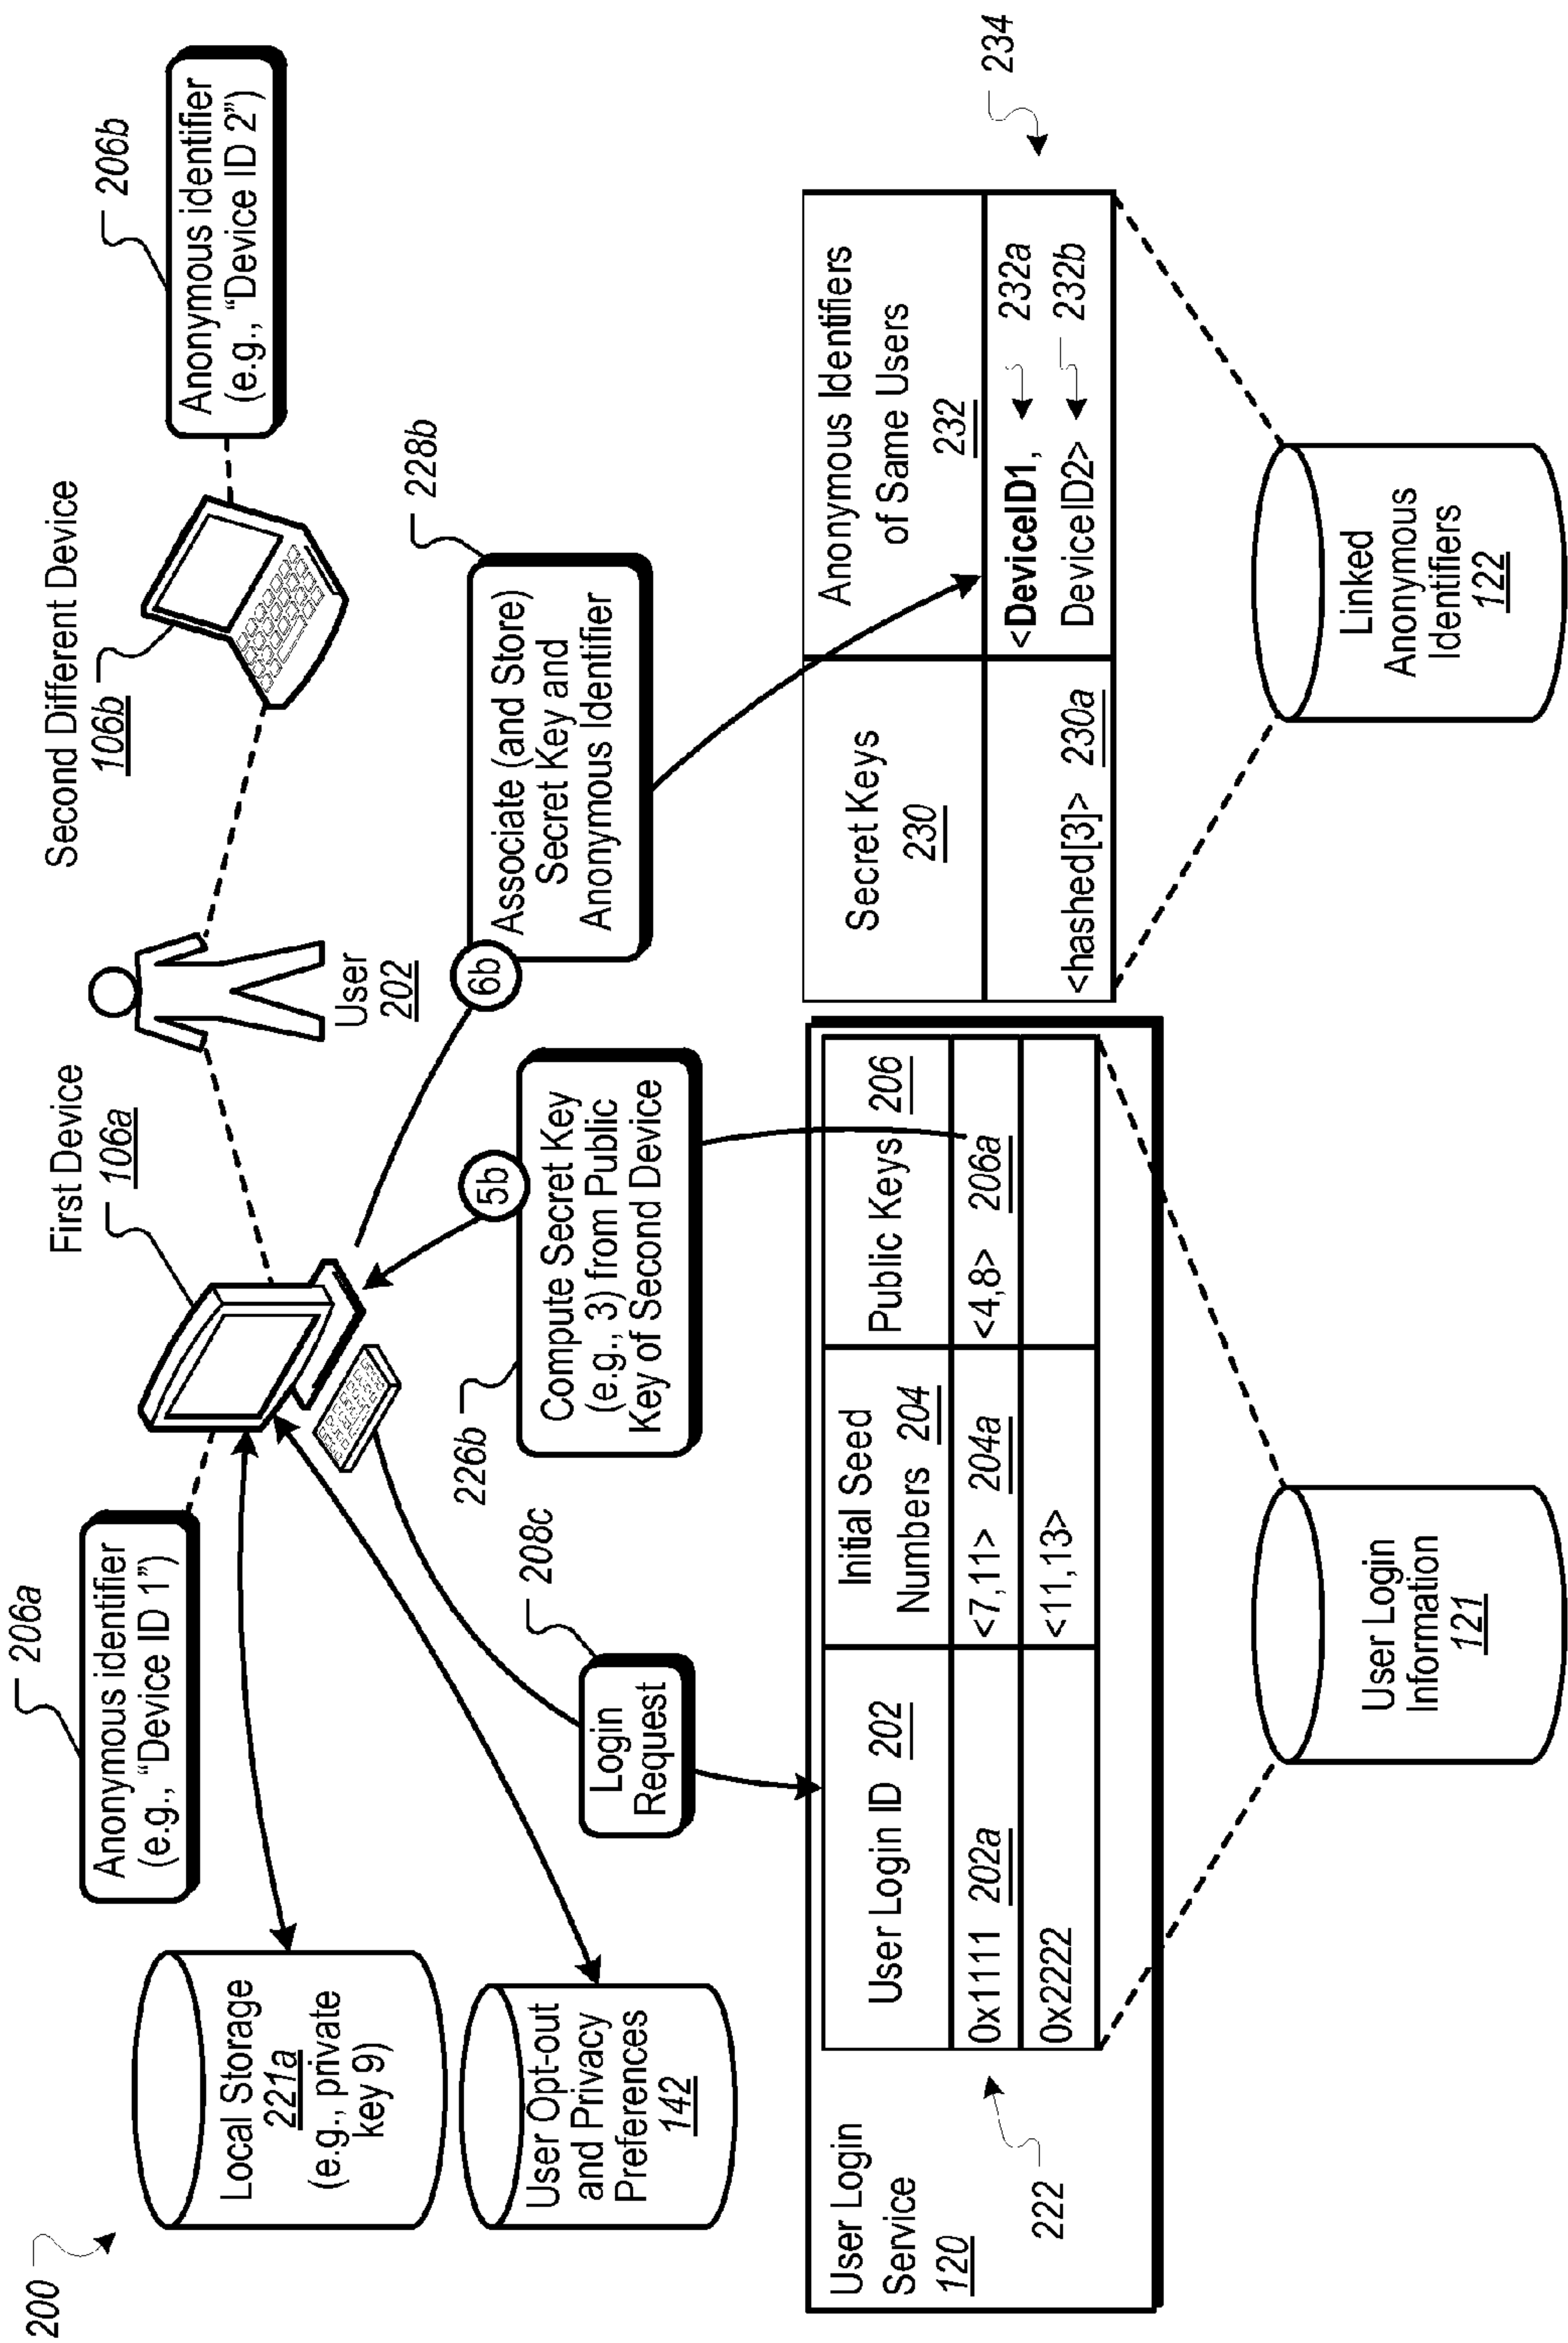 200
Local Storage
221a
(e.g., private
key 9)
User Opt-out
and Privacy
Preferences
142
206a
Anonymous identifier
(e.g., “Device ID 1”)
First Device
106a
User
202
Second Different Device
106b
206b
Anonymous identifier
(e.g., “Device ID 2”)
208c
Login
Request
226b
5b
Compute Secret Key
(e.g., 3) from Public
Key of Second Device
6b
228b
Associate (and Store)
Secret Key and
Anonymous Identifier
User Login
Service
120
222
User Login ID 202
Initial Seed
Numbers 204
Public Keys 206
0x1111 202a
<7,11> 204a
<4,8> 206a
0x2222
<11,13>
User Login
Information
121
234
Secret Keys
230
Anonymous Identifiers
of Same Users
232
<hashed[3]> 230a
<DeviceID1, 232a
DeviceID2> 232b
Linked
Anonymous
Identifiers
122